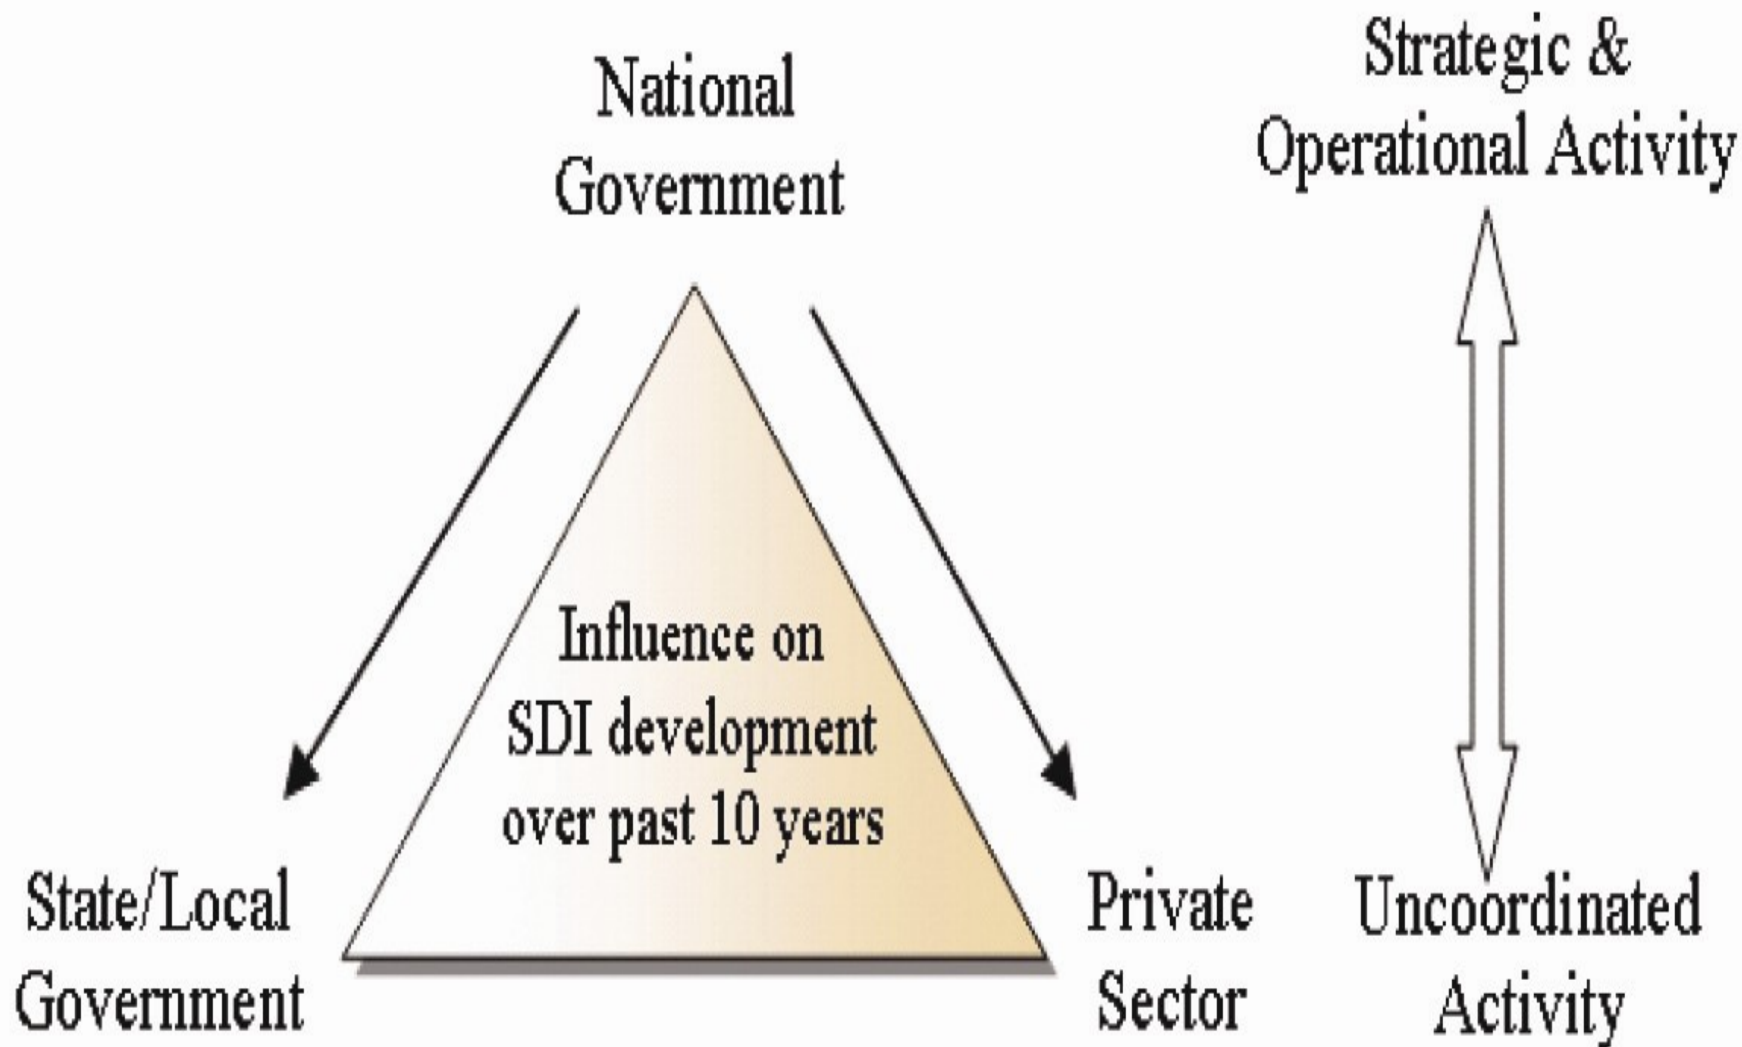 National
Government
Strategic &
Operational Activity
Influence on
SDI development
over past 10 years
State/Local
Government
Private
Sector
Uncoordinated
Activity